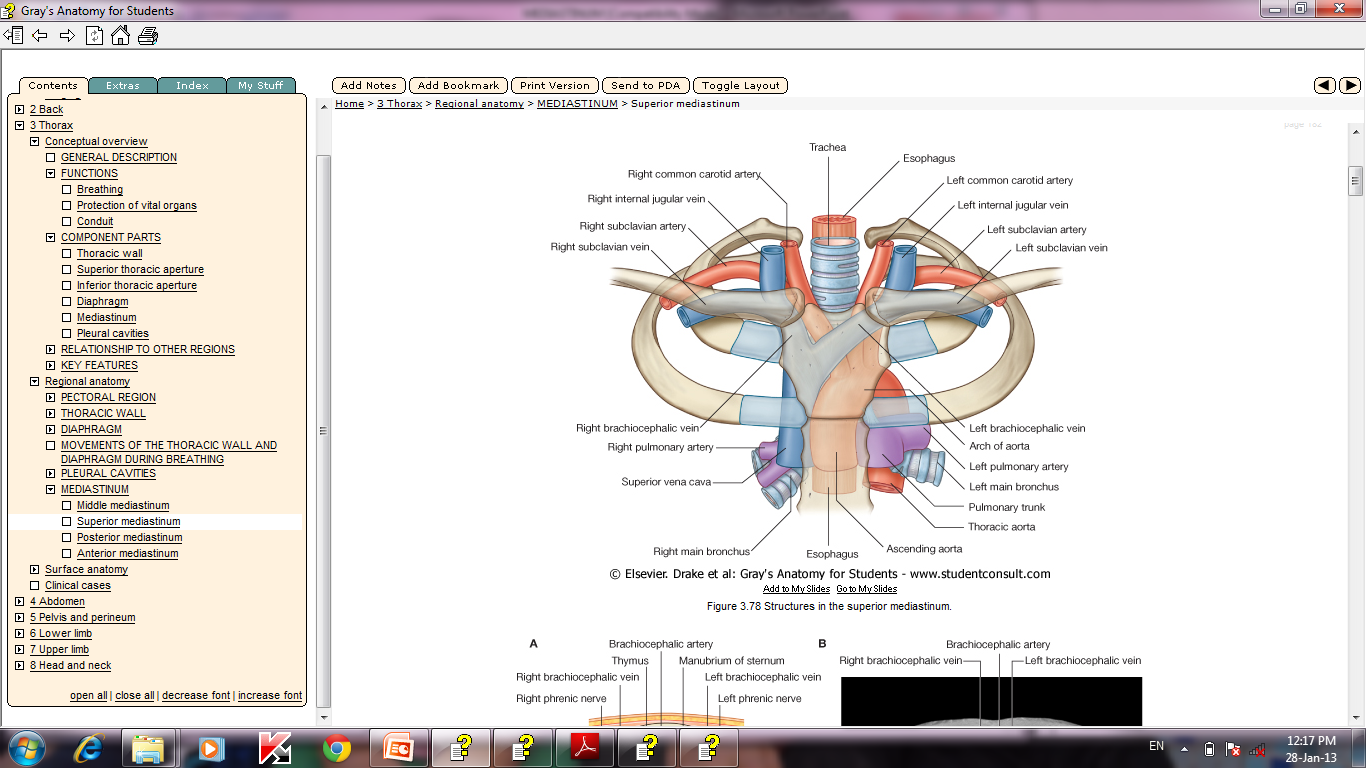 Gray's Anatomy for Students
Contents
Extras
Index
My Stuff
Add Notes
Add Bookmark
Print Version
Send to PDA
Toggle Layout
Home > 3 Thorax > Regional anatomy > MEDIASTINUM > Superior mediastinum
2 Back
3 Thorax
Conceptual overview
GENERAL DESCRIPTION
FUNCTIONS
Breathing
Protection of vital organs
Conduit
COMPONENT PARTS
Thoracic wall
Superior thoracic aperture
Inferior thoracic aperture
Diaphragm
Mediastinum
Pleural cavities
RELATIONSHIP TO OTHER REGIONS
KEY FEATURES
Regional anatomy
PECTORAL REGION
THORACIC WALL
DIAPHRAGM
MOVEMENTS OF THE THORACIC WALL AND
DIAPHRAGM DURING BREATHING
PLEURAL CAVITIES
MEDIASTINUM
Middle mediastinum
Superior mediastinum
Posterior mediastinum
Anterior mediastinum
Surface anatomy
Clinical cases
4 Abdomen
5 Pelvis and perineum
6 Lower limb
7 Upper limb
8 Head and neck
open all | close all | decrease font | increase font
page 182
Trachea
Esophagus
Right common carotid artery
Left common carotid artery
Right internal jugular vein
Left internal jugular vein
Right subclavian artery
Left subclavian artery
Right subclavian vein
Left subclavian vein
Right brachiocephalic vein
Left brachiocephalic vein
Right pulmonary artery
Arch of aorta
Left pulmonary artery
Superior vena cava
Left main bronchus
Pulmonary trunk
Thoracic aorta
Right main bronchus
Esophagus
Ascending aorta
© Elsevier. Drake et al: Gray's Anatomy for Students - www.studentconsult.com
Add to My Slides Go to My Slides
Figure 3.78 Structures in the superior mediastinum.
A
Brachiocephalic artery
Thymus
Manubrium of sternum
Right brachiocephalic vein
Left brachiocephalic vein
Right phrenic nerve
Left phrenic nerve
B
Brachiocephalic artery
Right brachiocephalic vein
Left brachiocephalic vein
EN
12:17 PM
28-Jan-13